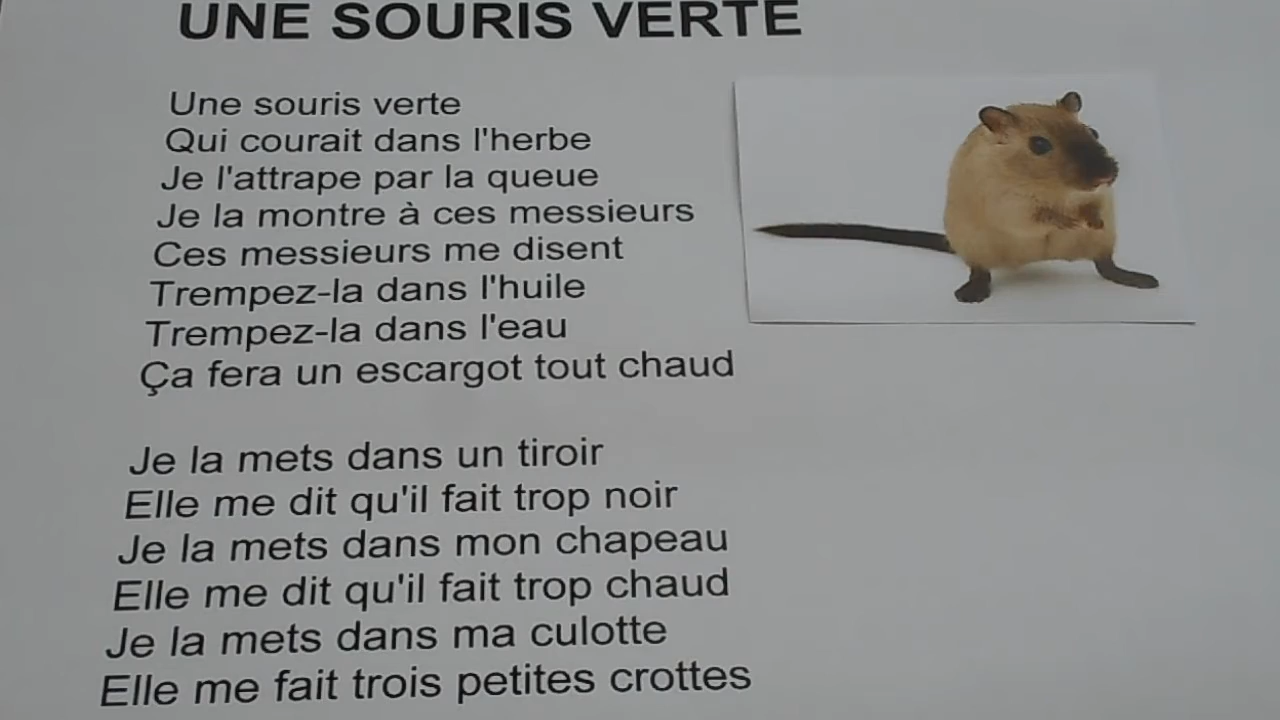 UNE SOURIS VERTE
Une souris verte
Qui courait dans l'herbe
Je l'attrape par la queue
Je la montre à ces messieurs
Ces messieurs me disent
Trempez-la dans l'huile
Trempez-la dans l'eau
Ça fera un escargot tout chaud
Je la mets dans un tiroir
Elle me dit qu'il fait trop noir
Je la mets dans mon chapeau
Elle me dit qu'il fait trop chaud
Je la mets dans ma culotte
Elle me fait trois petites crottes